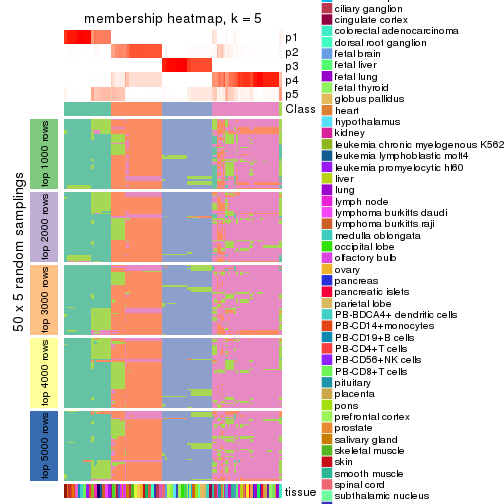 membership heatmap, k = 5
p1
p2
p3
p4
p5
Class
50 x 5 random samplings
top 1000 rows
top 2000 rows
top 3000 rows
top 4000 rows
top 5000 rows
tissue
ciliary ganglion
cingulate cortex
colorectal adenocarcinoma
dorsal root ganglion
fetal brain
fetal liver
fetal lung
fetal thyroid
globus pallidus
heart
hypothalamus
kidney
leukemia chronic myelogenous K562
leukemia lymphoblastic molt4
leukemia promyelocytic hl60
liver
lung
lymph node
lymphoma burkitts daudi
lymphoma burkitts raji
medulla oblongata
occipital lobe
olfactory bulb
ovary
pancreas
pancreatic islets
parietal lobe
PB-BDCA4+ dendritic cells
PB-CD14+ monocytes
PB-CD19+ B cells
PB-CD4+ T cells
PB-CD56+ NK cells
PB-CD8+ T cells
pituitary
placenta
pons
prefrontal cortex
prostate
salivary gland
skeletal muscle
skin
smooth muscle
spinal cord
subthalamic nucleus